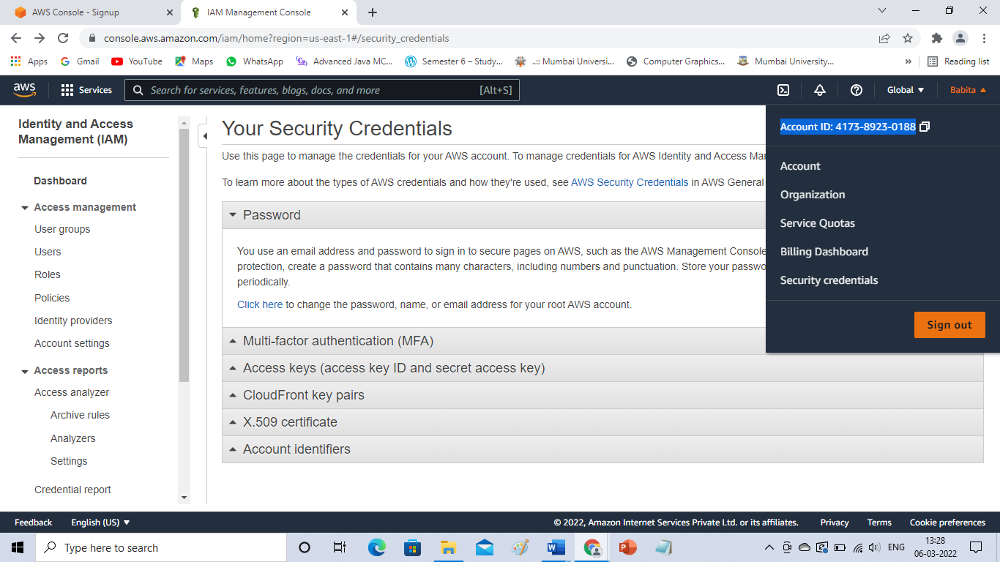 AWS Console - Signup
IAM Management Console
console.aws.amazon.com/iam/home?region=us-east-1#/security_credentials
Apps
Gmail
YouTube
Maps
WhatsApp
Advanced Java MC...
Semester 6 – Study...
..:: Mumbai Universi...
Computer Graphics...
Mumbai University...
»
Reading list
aws
Services
Search for services, features, blogs, docs, and more
[Alt+S]
Global
Babita
Account ID: 4173-8923-0188
Account
Organization
Service Quotas
Billing Dashboard
Security credentials
Sign out
Identity and Access
Management (IAM)
Dashboard
Access management
User groups
Users
Roles
Policies
Identity providers
Account settings
Access reports
Access analyzer
Archive rules
Analyzers
Settings
Credential report
Your Security Credentials
Use this page to manage the credentials for your AWS account. To manage credentials for AWS Identity and Access
To learn more about the types of AWS credentials and how they're used, see AWS Security Credentials in AWS General
Password
You use an email address and password to sign in to secure pages on AWS, such as the AWS Management Console
protection, create a password that contains many characters, including numbers and punctuation. Store your passwo
periodically.
Click here to change the password, name, or email address for your root AWS account.
Multi-factor authentication (MFA)
Access keys (access key ID and secret access key)
CloudFront key pairs
X.509 certificate
Account identifiers
Feedback
English (US)
© 2022, Amazon Internet Services Private Ltd. or its affiliates.
Privacy
Terms
Cookie preferences
Type here to search
ENG
13:28
06-03-2022